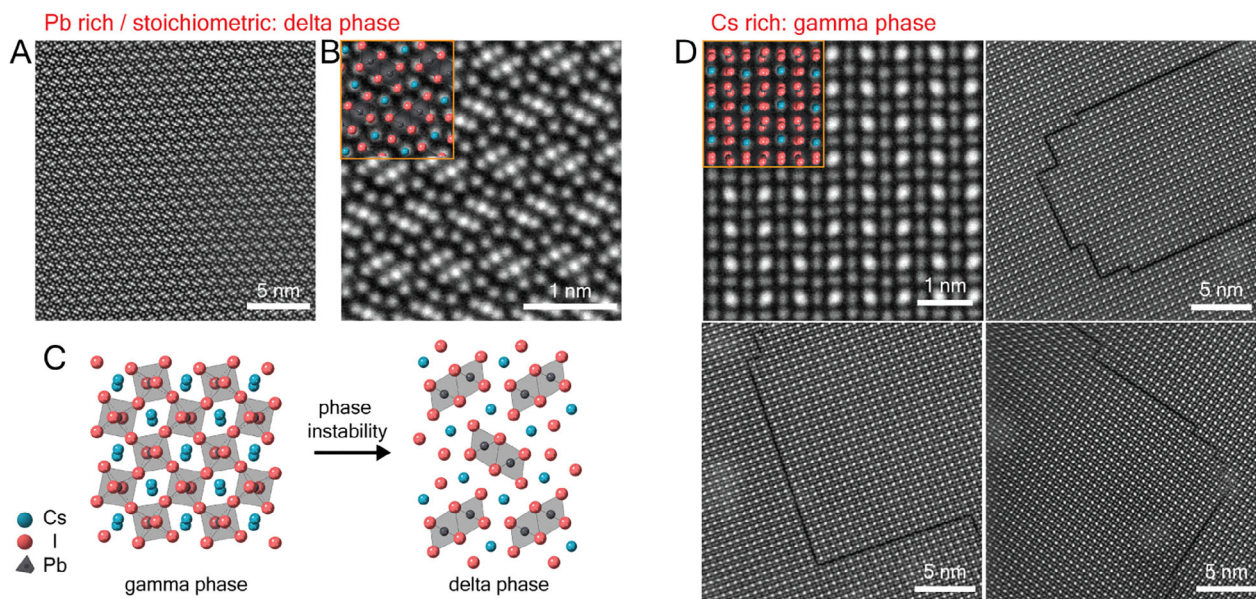 Pb rich / stoichiometric: delta phase
Cs rich: gamma phase
A
5 nm
B
1 nm
C
phase
instability
Cs
I
Pb
gamma phase
delta phase
D
1 nm
5 nm
5 nm
5 nm